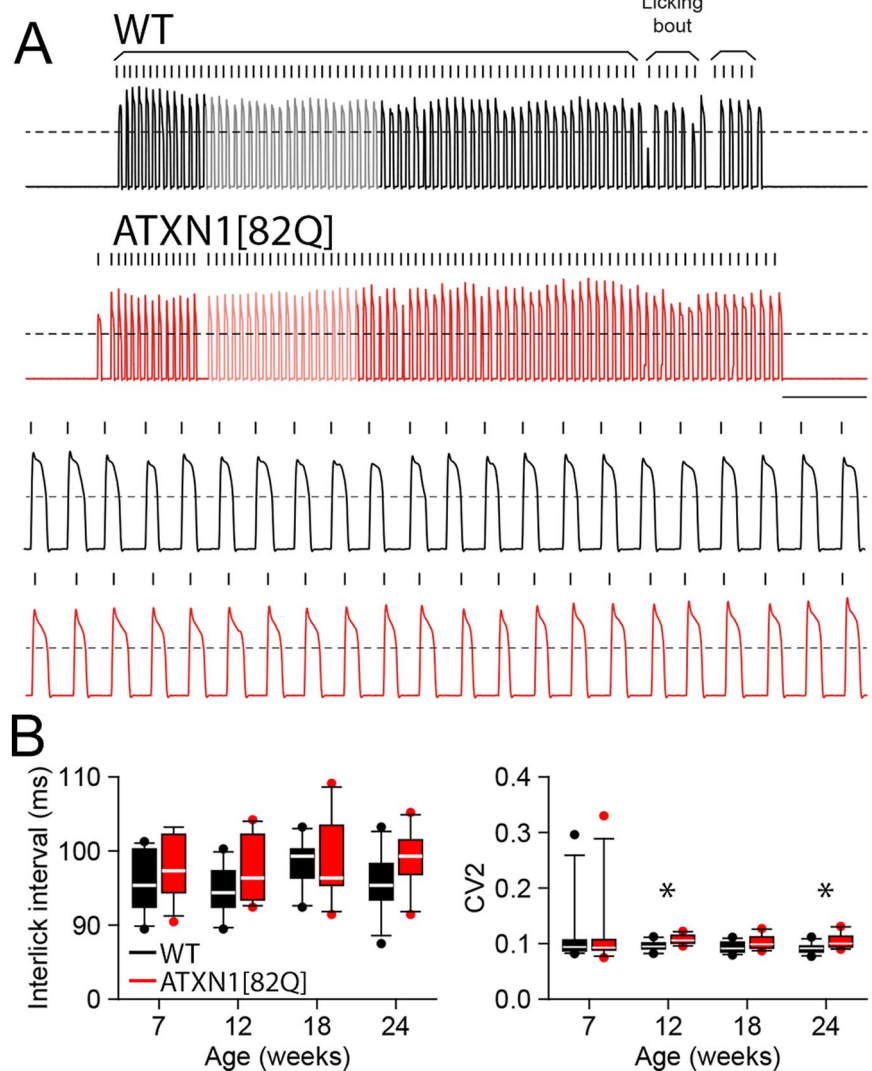 Licking
bout
A
WT
ATXN1[82Q]
B
Interlick interval (ms)
110
100
90
0
WT
ATXN1[82Q]
7 12 18 24
Age (weeks)
CV2
0.4
0.3
0.2
0.1
0.0
*
*
7 12 18 24
Age (weeks)